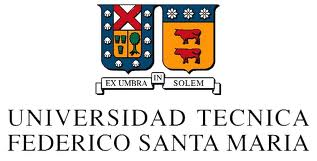 EX UMBRA IN SOLEM
UNIVERSIDAD TECNICA
FEDERICO SANTA MARIA